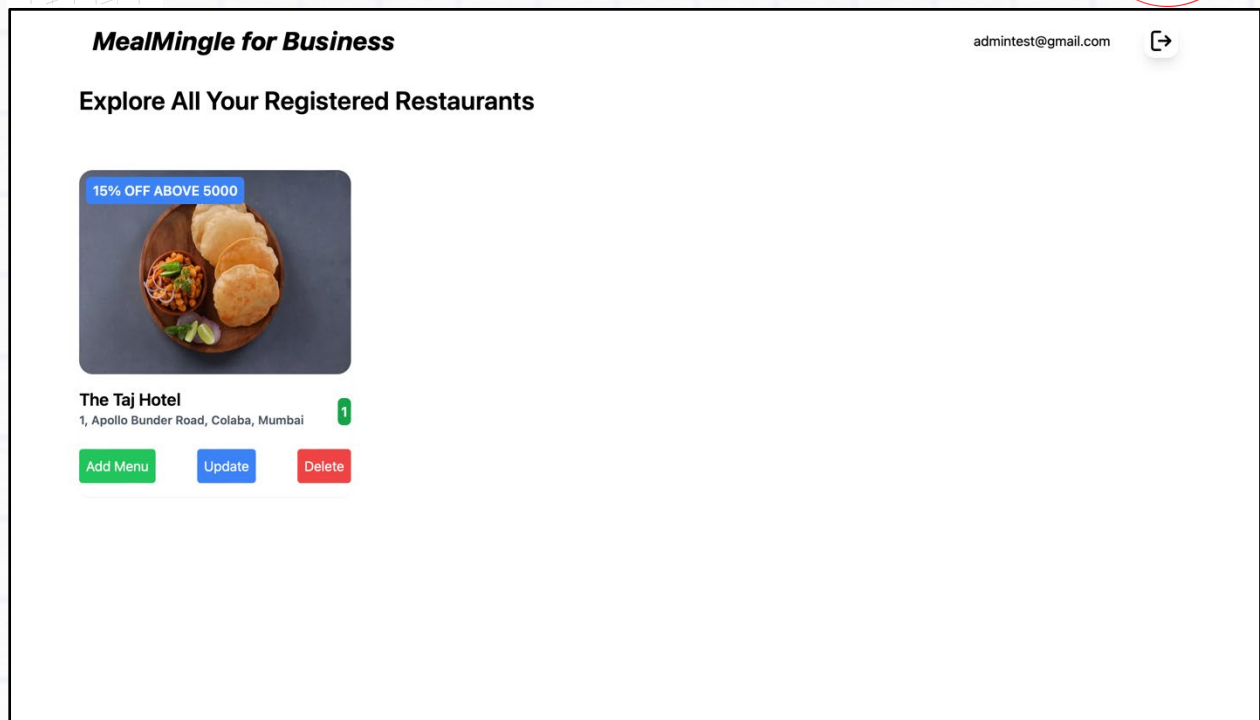 MealMingle for Business
admintest@gmail.com
Explore All Your Registered Restaurants
15% OFF ABOVE 5000
The Taj Hotel
1, Apollo Bunder Road, Colaba, Mumbai
1
Add Menu
Update
Delete